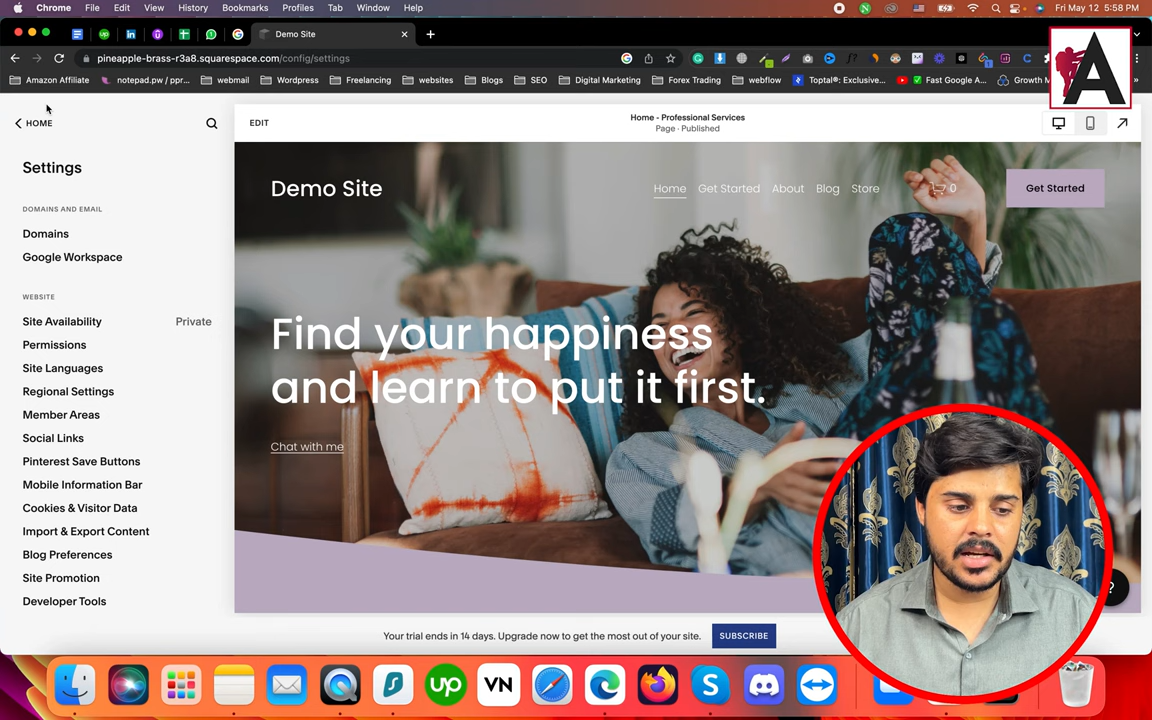 Chrome File Edit View History Bookmarks Profiles Tab Window Help
Fri May 12 5:58 PM
Demo Site
pineapple-brass-r3a8.squarespace.com/config/settings
Amazon Affiliate notepad.pw / ppr... webmail Wordpress Freelancing websites Blogs SEO Digital Marketing Forex Trading webflow Toptal®: Exclusive... Fast Google A... Growth M
A
HOME
EDIT
Home - Professional Services
Page · Published
Settings
DOMAINS AND EMAIL
Domains
Google Workspace
WEBSITE
Site Availability Private
Permissions
Site Languages
Regional Settings
Member Areas
Social Links
Pinterest Save Buttons
Mobile Information Bar
Cookies & Visitor Data
Import & Export Content
Blog Preferences
Site Promotion
Developer Tools
Demo Site
Home Get Started About Blog Store 0 Get Started
Find your happiness
and learn to put it first.
Chat with me
?
Your trial ends in 14 days. Upgrade now to get the most out of your site. SUBSCRIBE
up VN